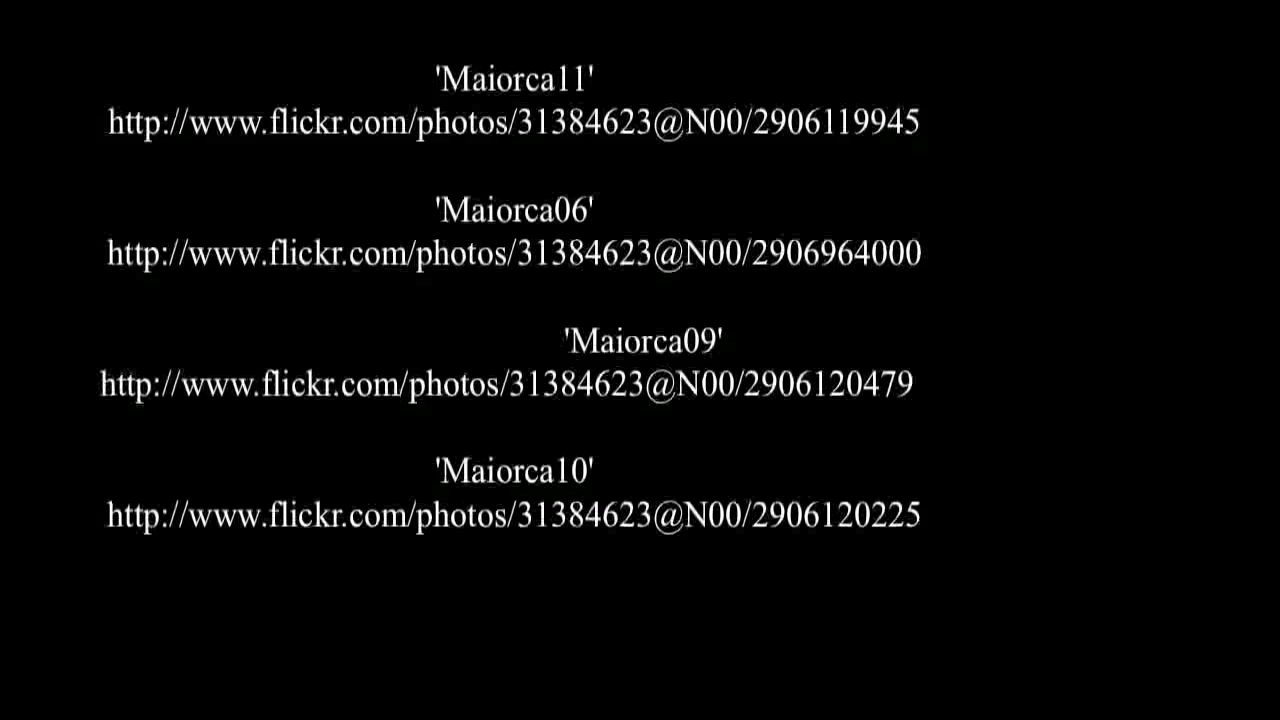 'Maiorca11'
http://www.flickr.com/photos/31384623@N00/2906119945
'Maiorca06'
http://www.flickr.com/photos/31384623@N00/2906964000
'Maiorca09'
http://www.flickr.com/photos/31384623@N00/2906120479
'Maiorca10'
http://www.flickr.com/photos/31384623@N00/2906120225